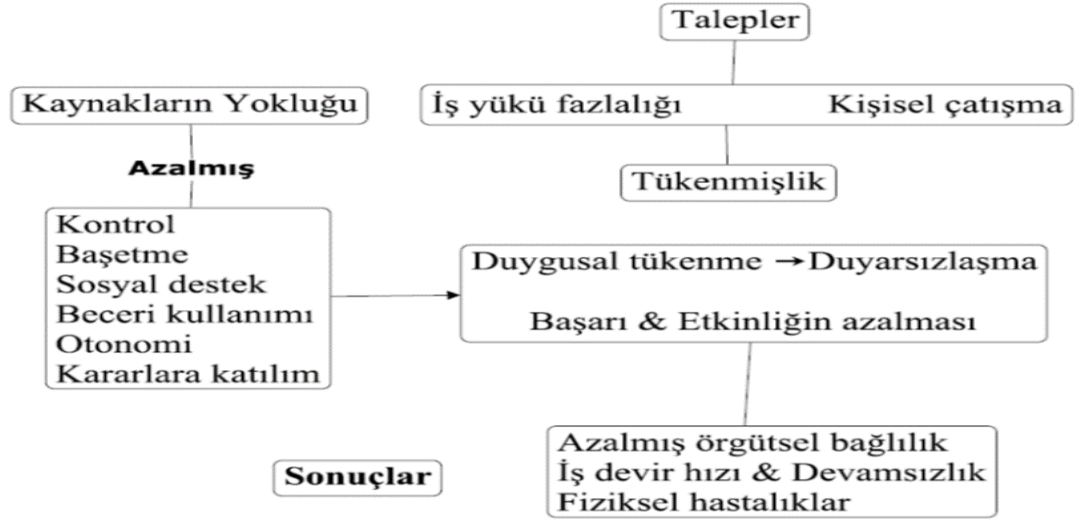 Talepler
Kaynakların Yokluğu
İş yükü fazlalığı Kişisel çatışma
Azalmış
Tükenmişlik
Kontrol
Başetme
Sosyal destek
Beceri kullanımı
Otonomi
Kararlara katılım
Duygusal tükenme →Duyarsızlaşma
Başarı & Etkinliğin azalması
Sonuçlar
Azalmış örgütsel bağlılık
İş devir hızı & Devamsızlık
Fiziksel hastalıklar